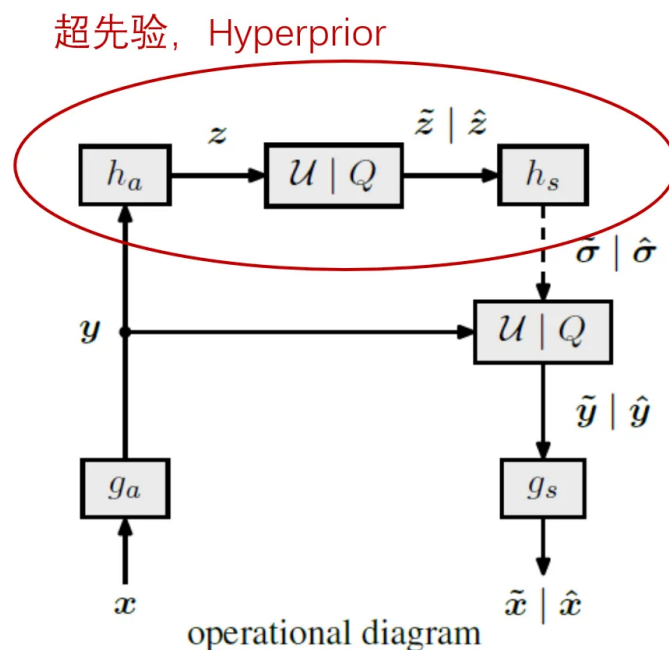 超先验，Hyperprior
z
z̃ | ẑ
hₐ
𝒰 | Q
hₛ
σ̃ | σ̂
y
𝒰 | Q
ỹ | ŷ
gₐ
gₛ
x
x̃ | x̂
operational diagram